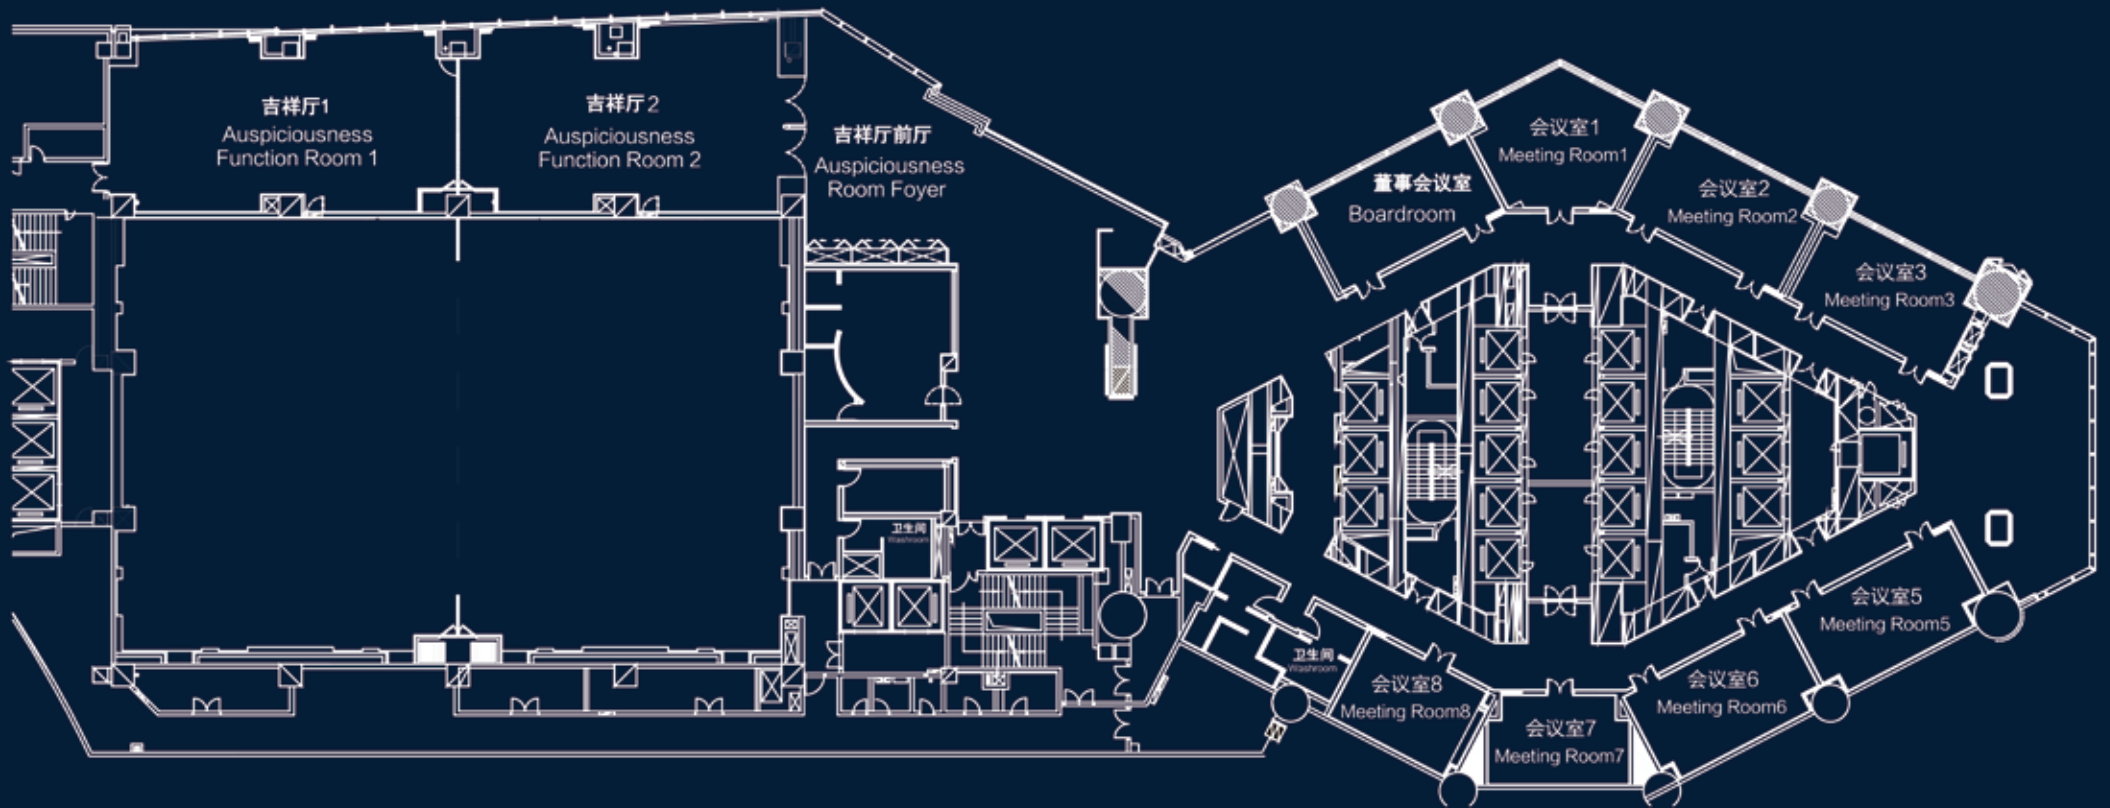 吉祥厅1
Auspiciousness
Function Room 1
吉祥厅2
Auspiciousness
Function Room 2
吉祥厅前厅
Auspiciousness
Room Foyer
会议室1
Meeting Room1
董事会议室
Boardroom
会议室2
Meeting Room2
会议室3
Meeting Room3
卫生间
Washroom
会议室5
Meeting Room5
卫生间
Washroom
会议室8
Meeting Room8
会议室6
Meeting Room6
会议室7
Meeting Room7